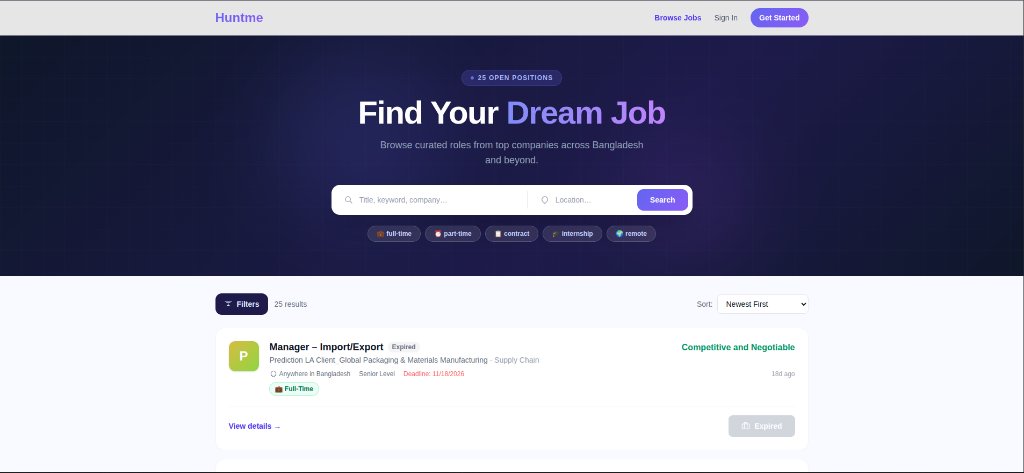 Huntme
Browse Jobs
Sign In
Get Started
25 OPEN POSITIONS
Find Your Dream Job
Browse curated roles from top companies across Bangladesh
and beyond.
Title, keyword, company...
Location...
Search
full-time
part-time
contract
internship
remote
Filters
25 results
Sort:
Newest First
Manager – Import/Export
Expired
Competitive and Negotiable
Prediction LA Client Global Packaging & Materials Manufacturing · Supply Chain
Anywhere in Bangladesh
Senior Level
Deadline: 11/18/2026
18d ago
Full-Time
View details →
Expired
P